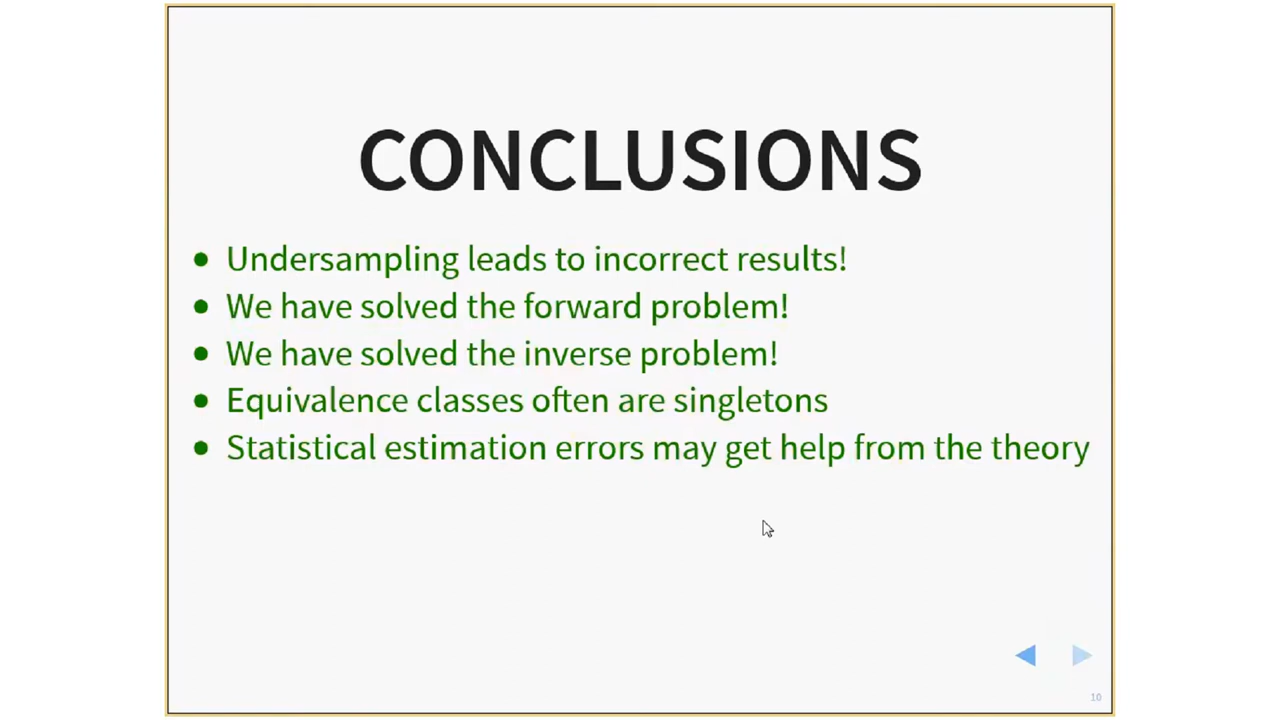 CONCLUSIONS
• Undersampling leads to incorrect results!
• We have solved the forward problem!
• We have solved the inverse problem!
• Equivalence classes often are singletons
• Statistical estimation errors may get help from the theory
10